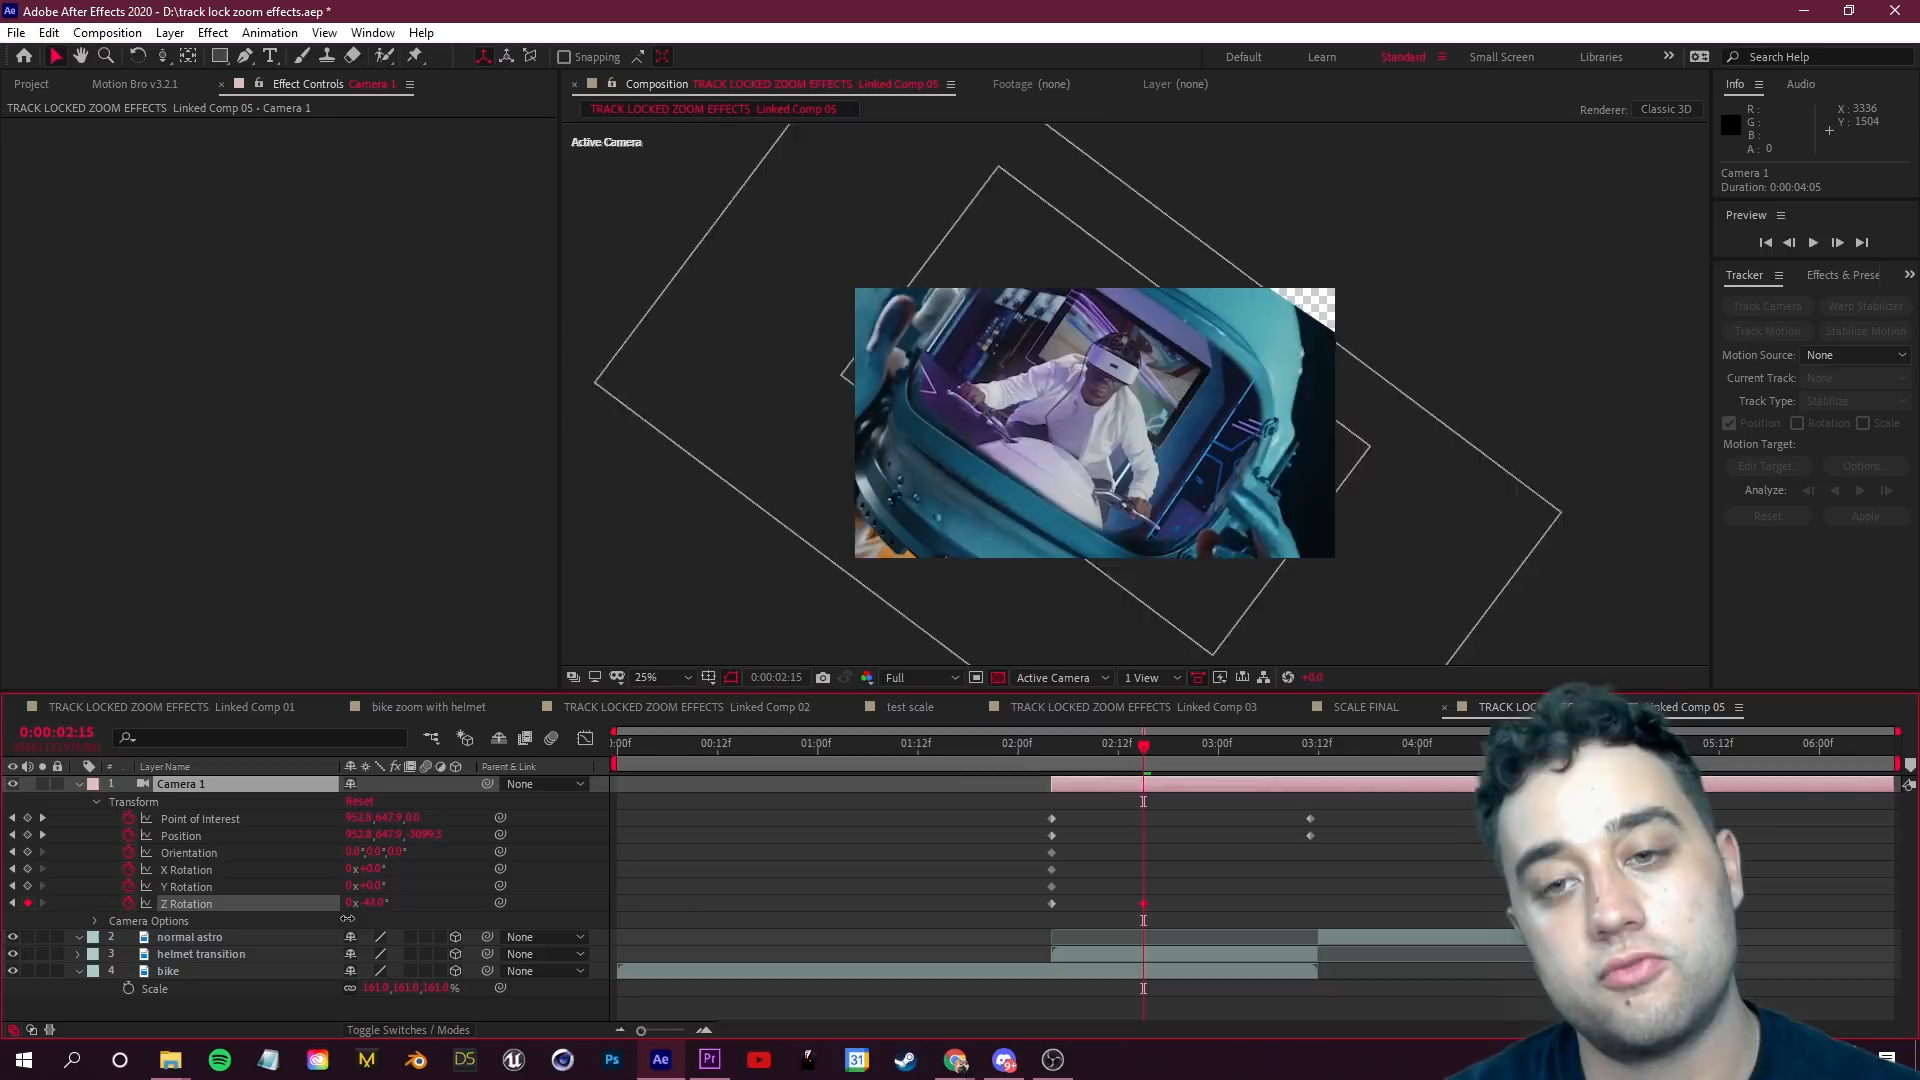 Ae Adobe After Effects 2020 - D:\track lock zoom effects.aep *
File Edit Composition Layer Effect Animation View Window Help
Snapping Default Learn Standard Small Screen Libraries Search Help
Project Motion Bro v3.2.1 Effect Controls Camera 1
TRACK LOCKED ZOOM EFFECTS Linked Comp 05 • Camera 1
Composition TRACK LOCKED ZOOM EFFECTS Linked Comp 05 Footage (none) Layer (none)
TRACK LOCKED ZOOM EFFECTS Linked Comp 05
Renderer: Classic 3D
Active Camera
Info Audio
R: X: 3336
G: Y: 1504
B:
A: 0
Camera 1
Duration: 0:00:04:05
Preview
Tracker Effects & Prese
Track Camera Warp Stabilizer
Track Motion Stabilize Motion
Motion Source: None
Current Track: None
Track Type: Stabilize
Position Rotation Scale
Motion Target:
Edit Target... Options...
Analyze:
Reset Apply
25% 0:00:02:15 Full Active Camera 1 View +0.0
TRACK LOCKED ZOOM EFFECTS Linked Comp 01 bike zoom with helmet TRACK LOCKED ZOOM EFFECTS Linked Comp 02 test scale TRACK LOCKED ZOOM EFFECTS Linked Comp 03 SCALE FINAL TRACK LOC S Linked Comp 05
0:00:02:15
:00f 00:12f 01:00f 01:12f 02:00f 02:12f 03:00f 03:12f 04:00f 05:12f 06:00f
# Layer Name fx Parent & Link
1 Camera 1 None
Transform Reset
Point of Interest 952.8,647.9,0.0
Position 952.8,647.9,-3099.3
Orientation 0.0°,0.0°,0.0°
X Rotation 0x+0.0°
Y Rotation 0x+0.0°
Z Rotation
Camera Options
2 normal astro None
3 helmet transition None
4 bike None
Scale 161.0,161.0,161.0%
Toggle Switches / Modes
M DS Ps Ae Pr 31